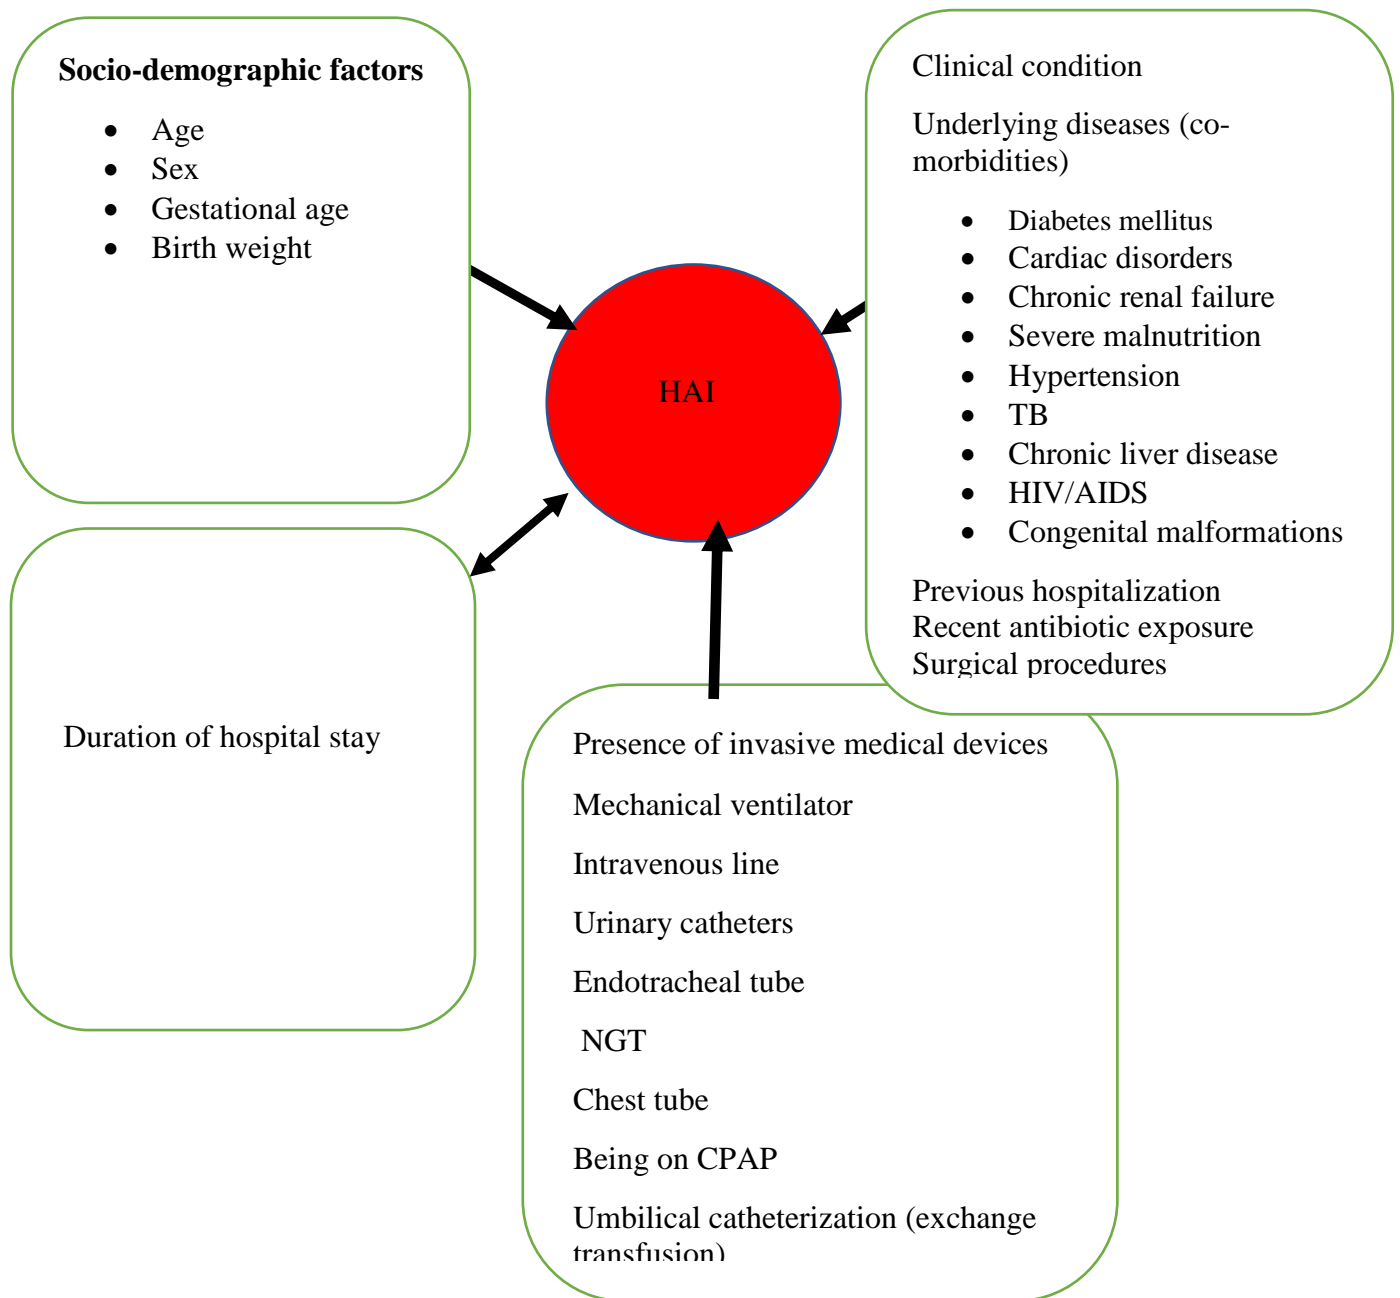 Socio-demographic factors
• Age
• Sex
• Gestational age
• Birth weight
Clinical condition
Underlying diseases (co-
morbidities)
• Diabetes mellitus
• Cardiac disorders
• Chronic renal failure
• Severe malnutrition
• Hypertension
• TB
• Chronic liver disease
• HIV/AIDS
• Congenital malformations
Previous hospitalization
Recent antibiotic exposure
Surgical procedures
HAI
Duration of hospital stay
Presence of invasive medical devices
Mechanical ventilator
Intravenous line
Urinary catheters
Endotracheal tube
NGT
Chest tube
Being on CPAP
Umbilical catheterization (exchange
transfusion)